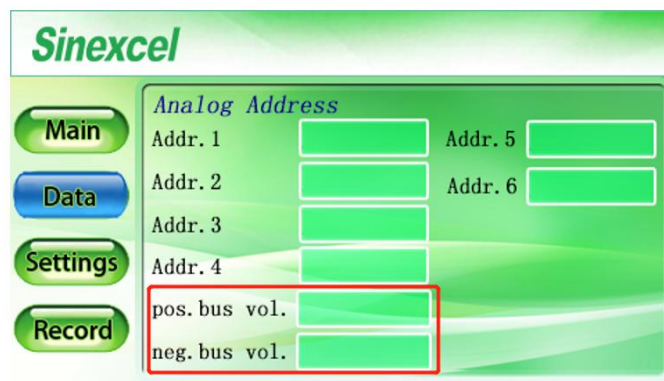 Sinexcel
Main
Data
Settings
Record
Analog Address
Addr.1
Addr.2
Addr.3
Addr.4
pos.bus vol.
neg.bus vol.
Addr.5
Addr.6